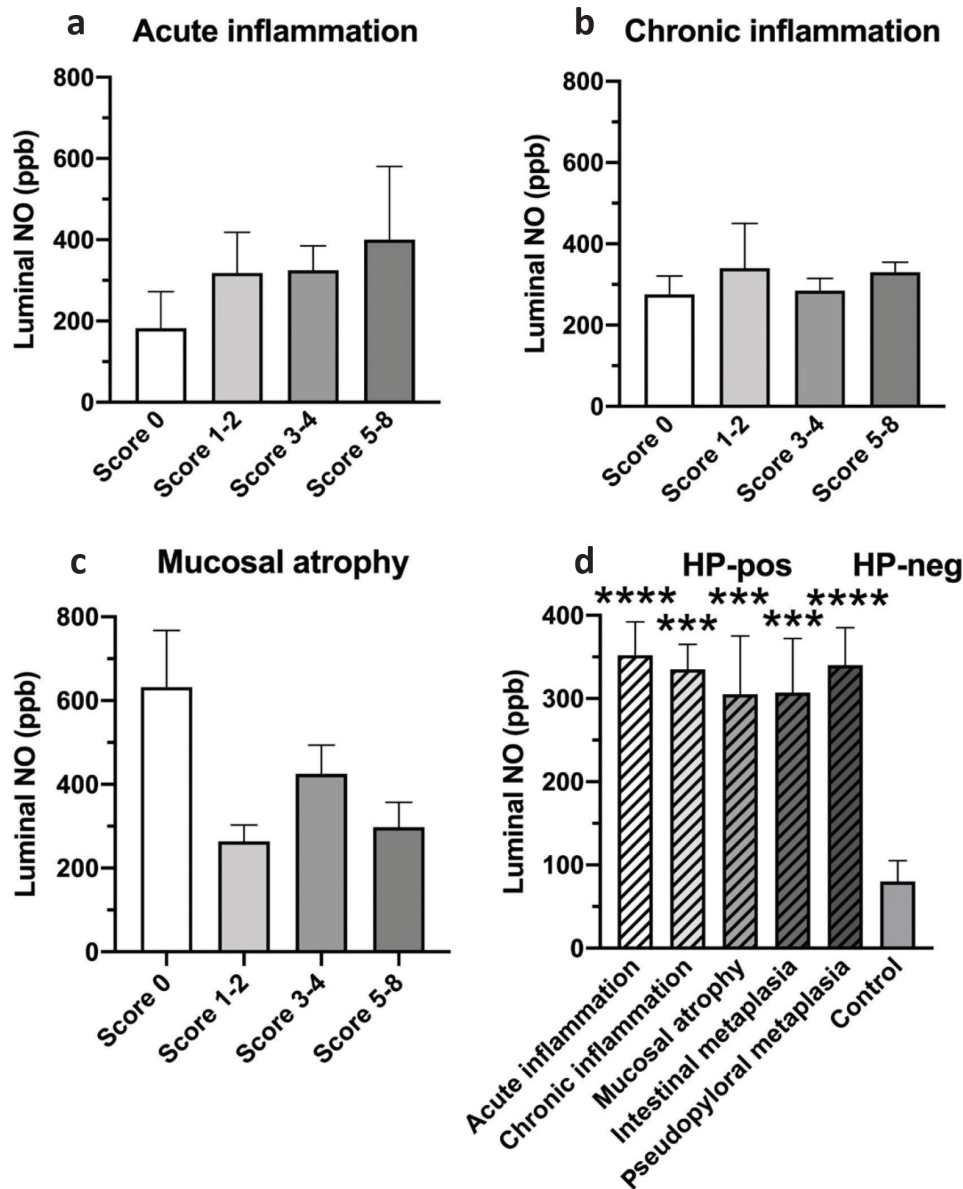 a Acute inflammation
Luminal NO (ppb)
800
600
400
200
0
Score 0
Score 1-2
Score 3-4
Score 5-8
b Chronic inflammation
Luminal NO (ppb)
800
600
400
200
0
Score 0
Score 1-2
Score 3-4
Score 5-8
c Mucosal atrophy
Luminal NO (ppb)
800
600
400
200
0
Score 0
Score 1-2
Score 3-4
Score 5-8
d HP-pos HP-neg
**** *** *** *** ****
Luminal NO (ppb)
400
300
200
100
0
Acute inflammation
Chronic inflammation
Mucosal atrophy
Intestinal metaplasia
Pseudopyloral metaplasia
Control